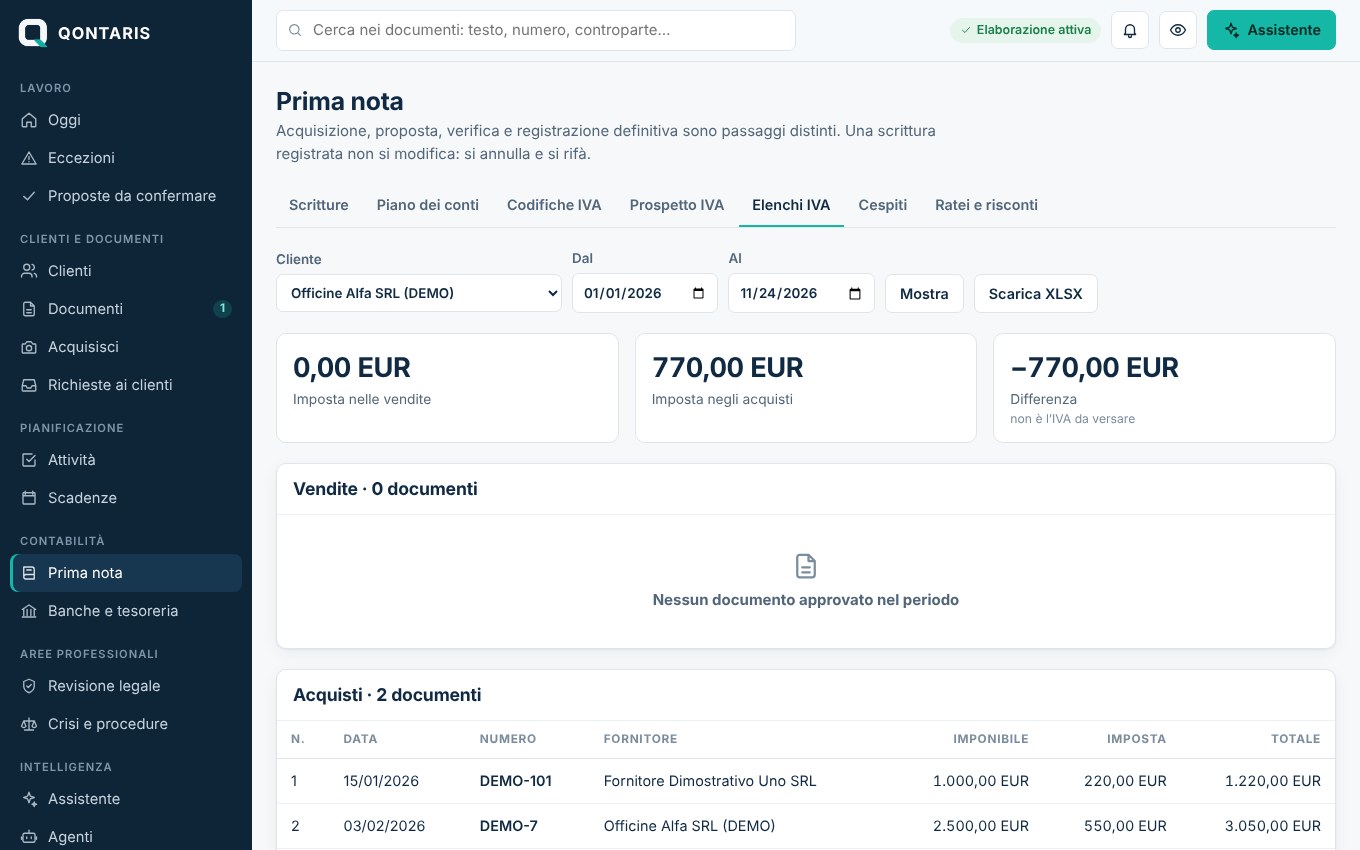 QONTARIS
LAVORO
Oggi
Eccezioni
Proposte da confermare
CLIENTI E DOCUMENTI
Clienti
Documenti 1
Acquisisci
Richieste ai clienti
PIANIFICAZIONE
Attività
Scadenze
CONTABILITÀ
Prima nota
Banche e tesoreria
AREE PROFESSIONALI
Revisione legale
Crisi e procedure
INTELLIGENZA
Assistente
Agenti
Cerca nei documenti: testo, numero, controparte...
Elaborazione attiva
Assistente
Prima nota
Acquisizione, proposta, verifica e registrazione definitiva sono passaggi distinti. Una scrittura
registrata non si modifica: si annulla e si rifà.
Scritture Piano dei conti Codifiche IVA Prospetto IVA Elenchi IVA Cespiti Ratei e risconti
Cliente Dal Al
Officine Alfa SRL (DEMO) 01/01/2026 11/24/2026 Mostra Scarica XLSX
0,00 EUR
Imposta nelle vendite
770,00 EUR
Imposta negli acquisti
−770,00 EUR
Differenza
non è l'IVA da versare
Vendite · 0 documenti
Nessun documento approvato nel periodo
Acquisti · 2 documenti
N. DATA NUMERO FORNITORE IMPONIBILE IMPOSTA TOTALE
1 15/01/2026 DEMO-101 Fornitore Dimostrativo Uno SRL 1.000,00 EUR 220,00 EUR 1.220,00 EUR
2 03/02/2026 DEMO-7 Officine Alfa SRL (DEMO) 2.500,00 EUR 550,00 EUR 3.050,00 EUR